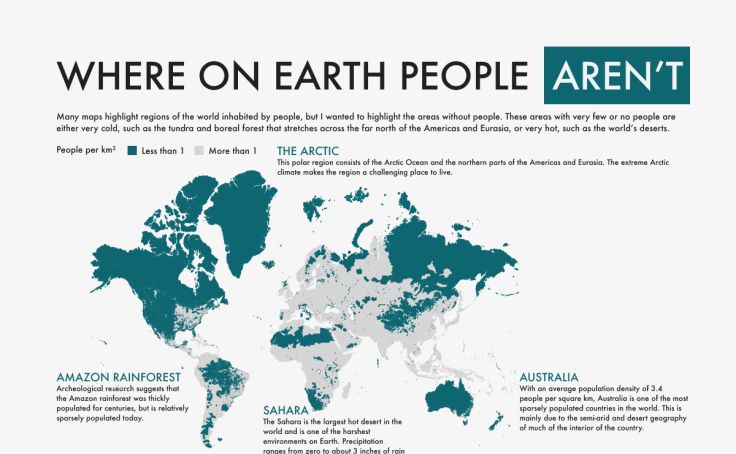 WHERE ON EARTH PEOPLE AREN'T
Many maps highlight regions of the world inhabited by people, but I wanted to highlight the areas without people. These areas with very few or no people are
either very cold, such as the tundra and boreal forest that stretches across the far north of the Americas and Eurasia, or very hot, such as the world's deserts.
People per km² Less than 1 More than 1
THE ARCTIC
This polar region consists of the Arctic Ocean and the northern parts of the Americas and Eurasia. The extreme Arctic
climate makes the region a challenging place to live.
AMAZON RAINFOREST
Archeological research suggests that
the Amazon rainforest was thickly
populated for centuries, but is relatively
sparsely populated today.
SAHARA
The Sahara is the largest hot desert in the
world and is one of the harshest
environments on Earth. Precipitation
ranges from zero to about 3 inches of rain
AUSTRALIA
With an average population density of 3.4
people per square km, Australia is one of the most
sparsely populated countries in the world. This is
mainly due to the semi-arid and desert geography
of much of the interior of the country.